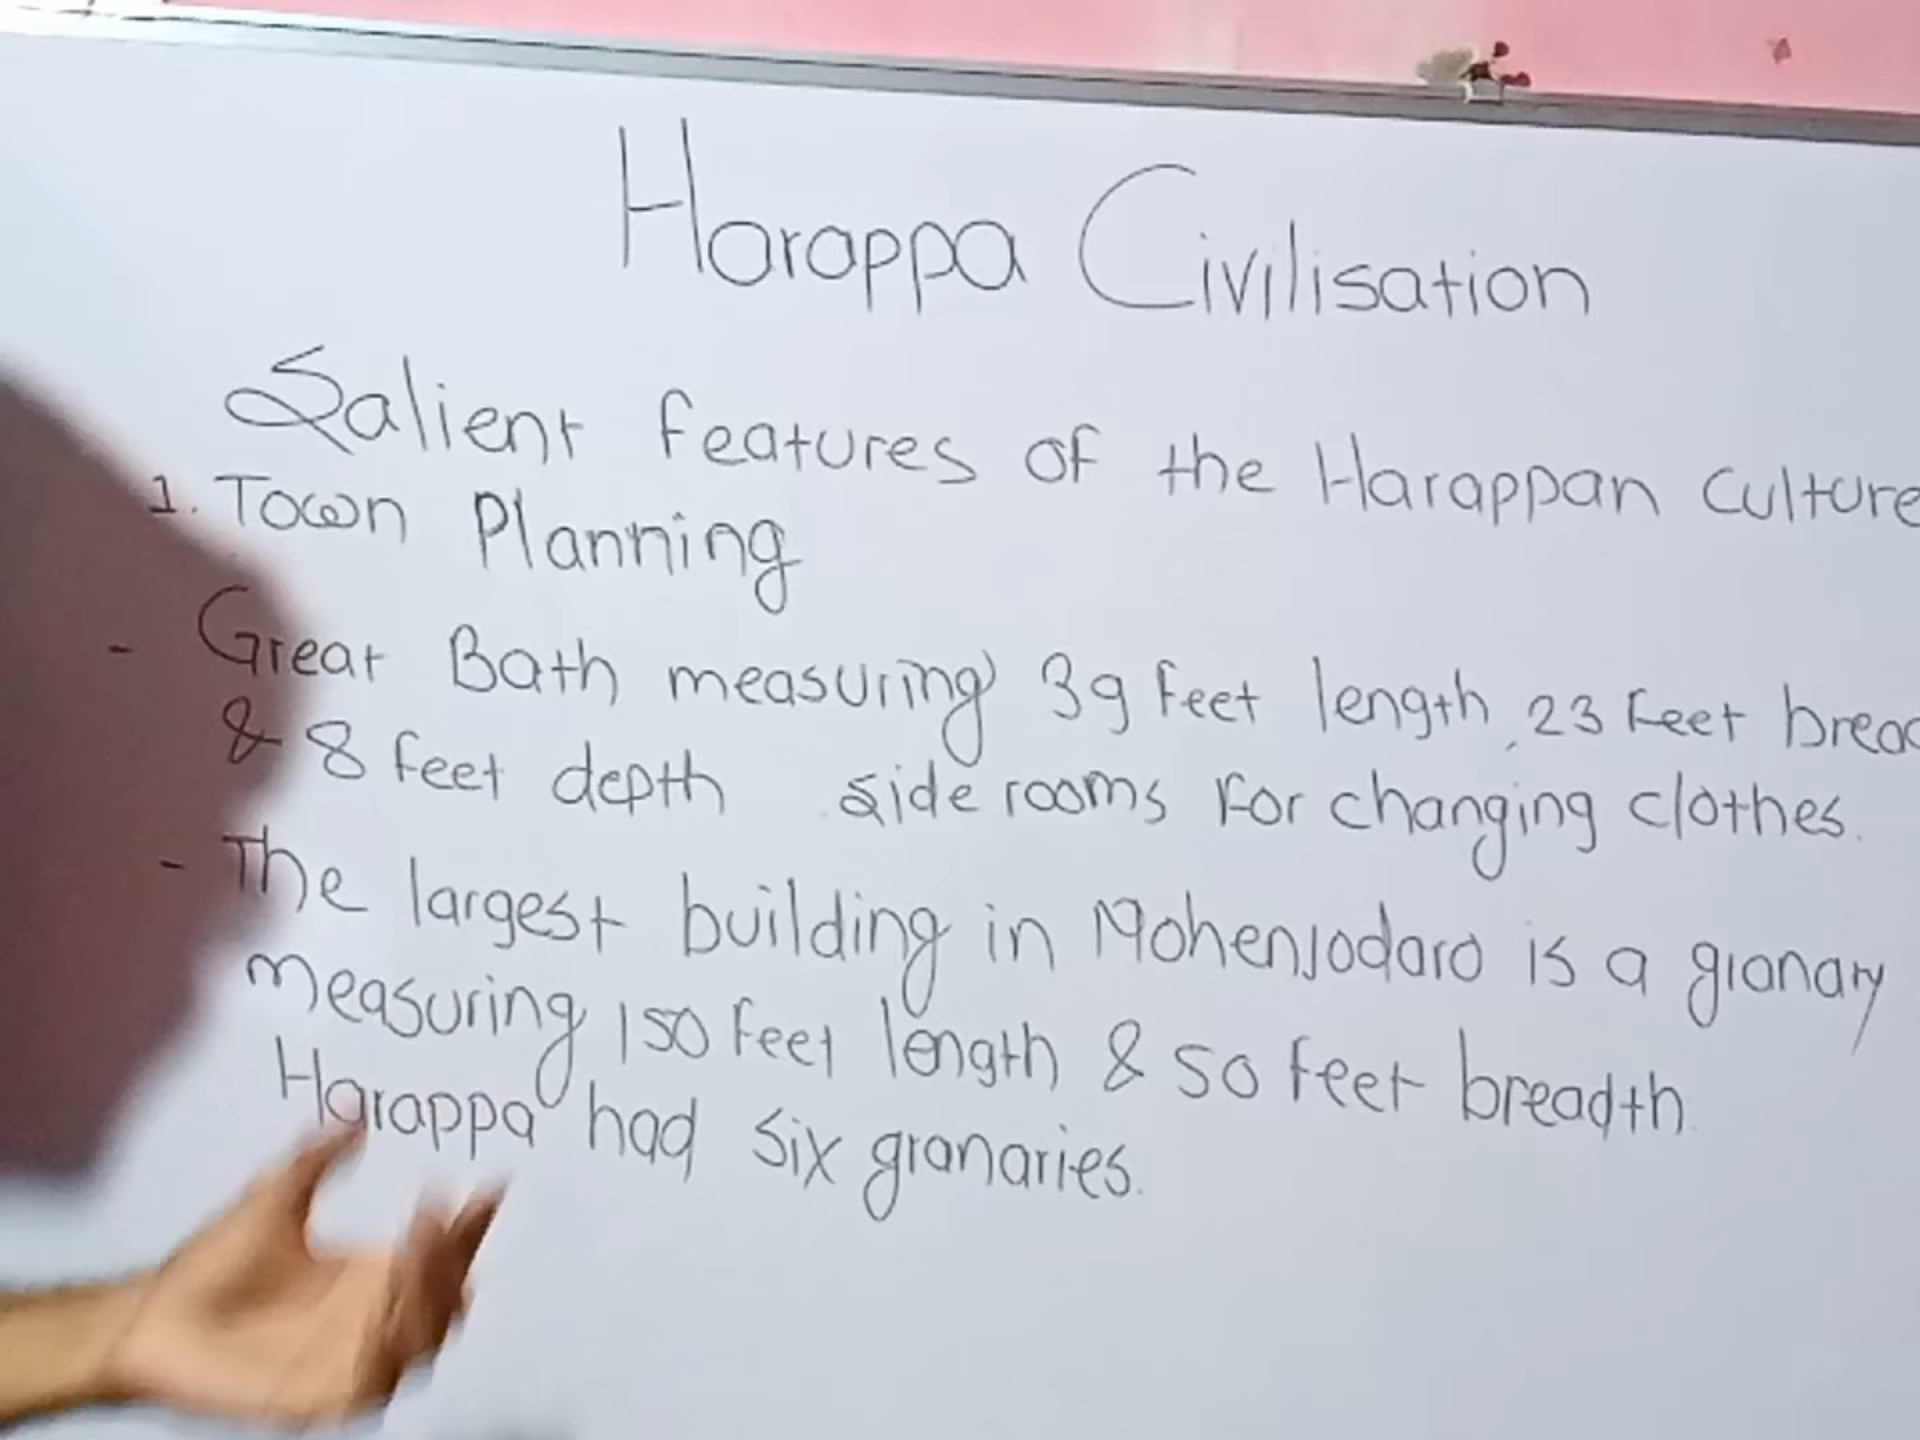 Harappa Civilisation
Salient features of the Harappan Culture
1. Town Planning
- Great Bath measuring 39 feet length, 23 feet bread
& 8 feet depth side rooms for changing clothes.
- The largest building in Mohenjodaro is a granary
measuring 150 feet length & 50 feet breadth.
Harappa had six granaries.